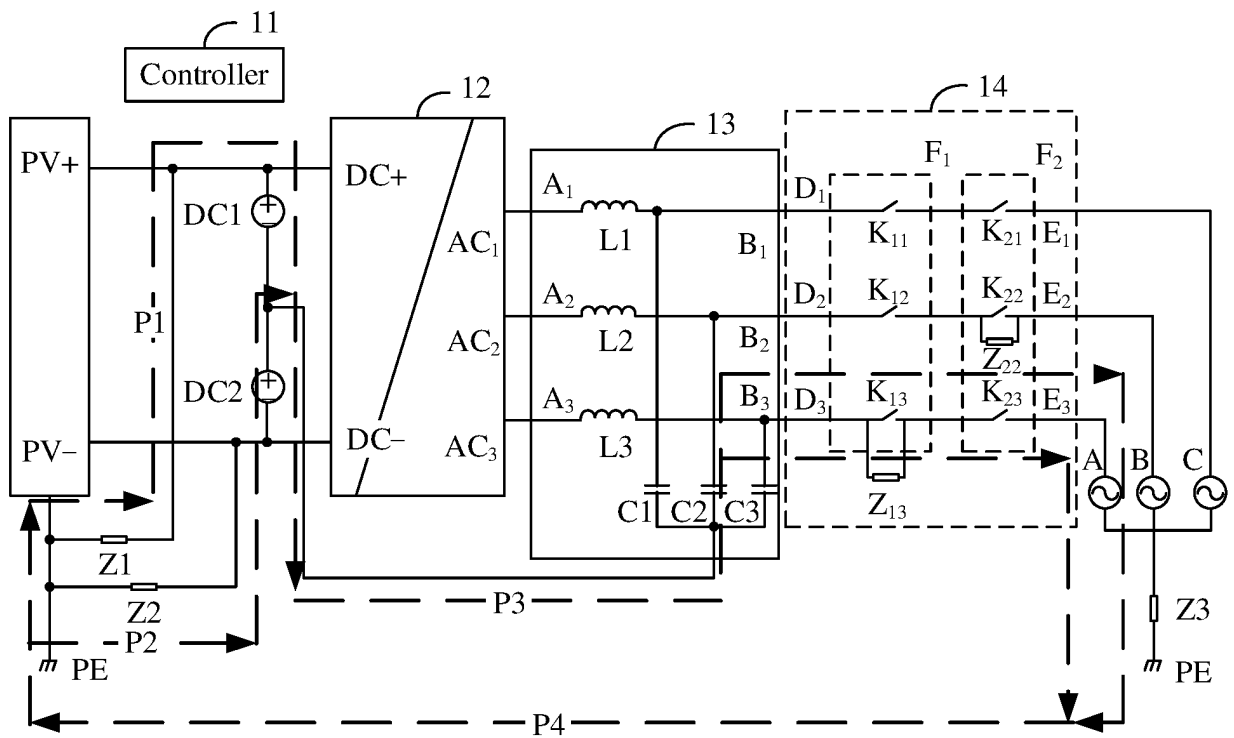 11
Controller
12
13
14
PV+
DC+
A₁
D₁
F₁
F₂
DC1
L1
K₁₁
K₂₁
E₁
AC₁
B₁
P1
A₂
D₂
K₁₂
K₂₂
E₂
AC₂
L2
B₂
Z₂₂
DC2
A₃
B₃
D₃
K₁₃
K₂₃
E₃
PV−
DC−
AC₃
L3
A
B
C
C1
C2
C3
Z₁₃
Z1
Z2
P3
Z3
P2
PE
PE
P4